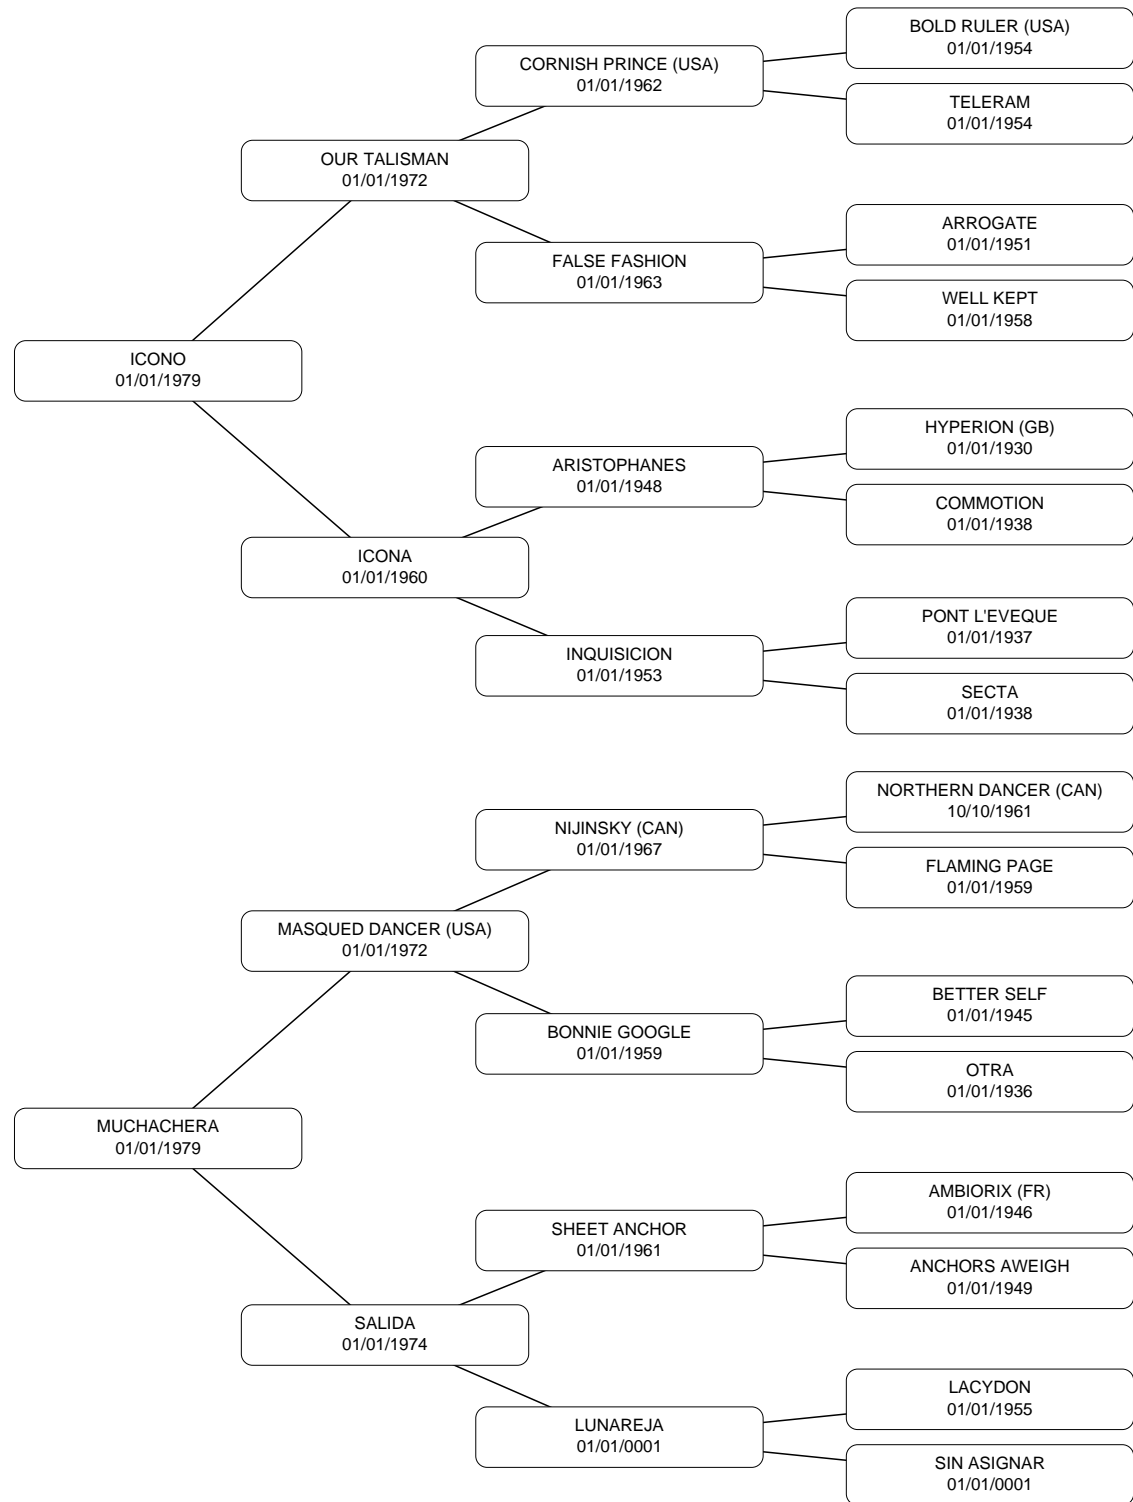 BOLD RULER (USA)
01/01/1954
CORNISH PRINCE (USA)
01/01/1962
TELERAM
01/01/1954
OUR TALISMAN
01/01/1972
ARROGATE
01/01/1951
FALSE FASHION
01/01/1963
WELL KEPT
01/01/1958
ICONO
01/01/1979
HYPERION (GB)
01/01/1930
ARISTOPHANES
01/01/1948
COMMOTION
01/01/1938
ICONA
01/01/1960
PONT L'EVEQUE
01/01/1937
INQUISICION
01/01/1953
SECTA
01/01/1938
NORTHERN DANCER (CAN)
10/10/1961
NIJINSKY (CAN)
01/01/1967
FLAMING PAGE
01/01/1959
MASQUED DANCER (USA)
01/01/1972
BETTER SELF
01/01/1945
BONNIE GOOGLE
01/01/1959
OTRA
01/01/1936
MUCHACHERA
01/01/1979
AMBIORIX (FR)
01/01/1946
SHEET ANCHOR
01/01/1961
ANCHORS AWEIGH
01/01/1949
SALIDA
01/01/1974
LACYDON
01/01/1955
LUNAREJA
01/01/0001
SIN ASIGNAR
01/01/0001